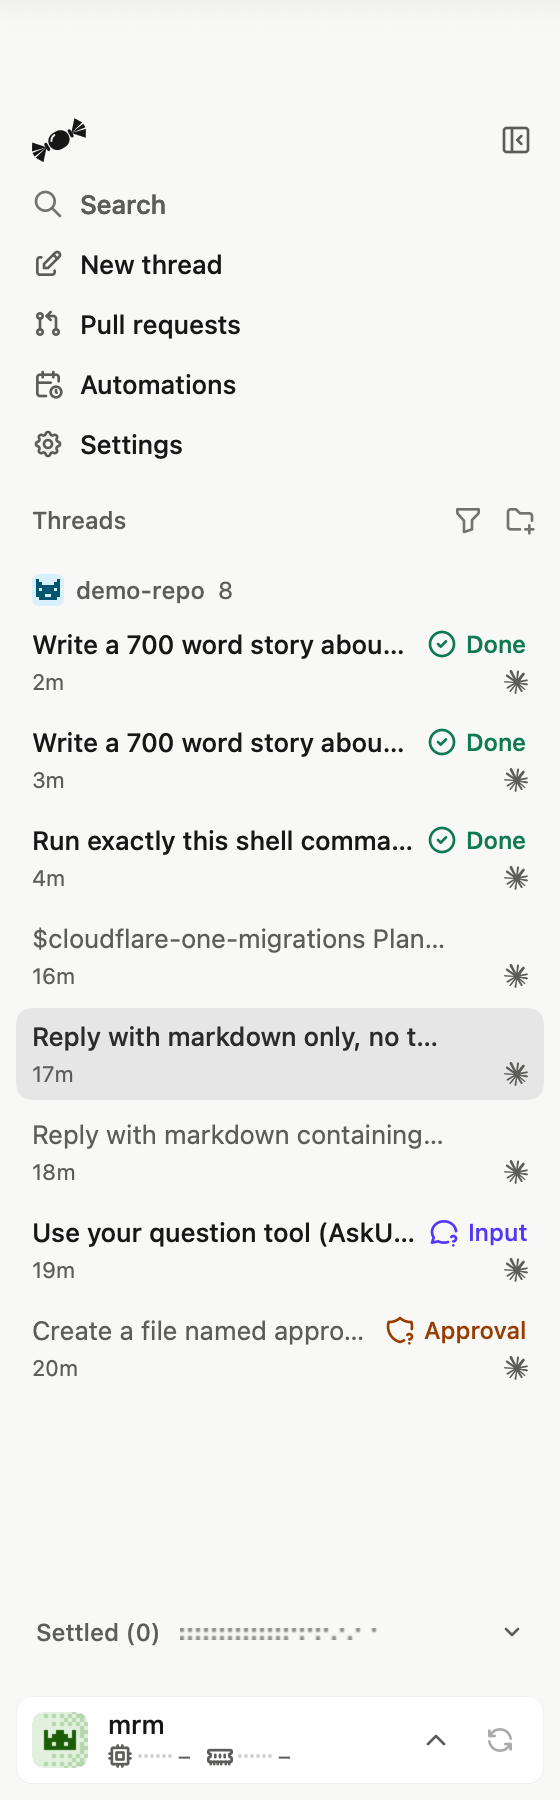 Search
New thread
Pull requests
Automations
Settings
Threads
demo-repo 8
Write a 700 word story abou... Done
2m
Write a 700 word story abou... Done
3m
Run exactly this shell comma... Done
4m
$cloudflare-one-migrations Plan...
16m
Reply with markdown only, no t...
17m
Reply with markdown containing...
18m
Use your question tool (AskU... Input
19m
Create a file named appro... Approval
20m
Settled (0)
mrm
– –